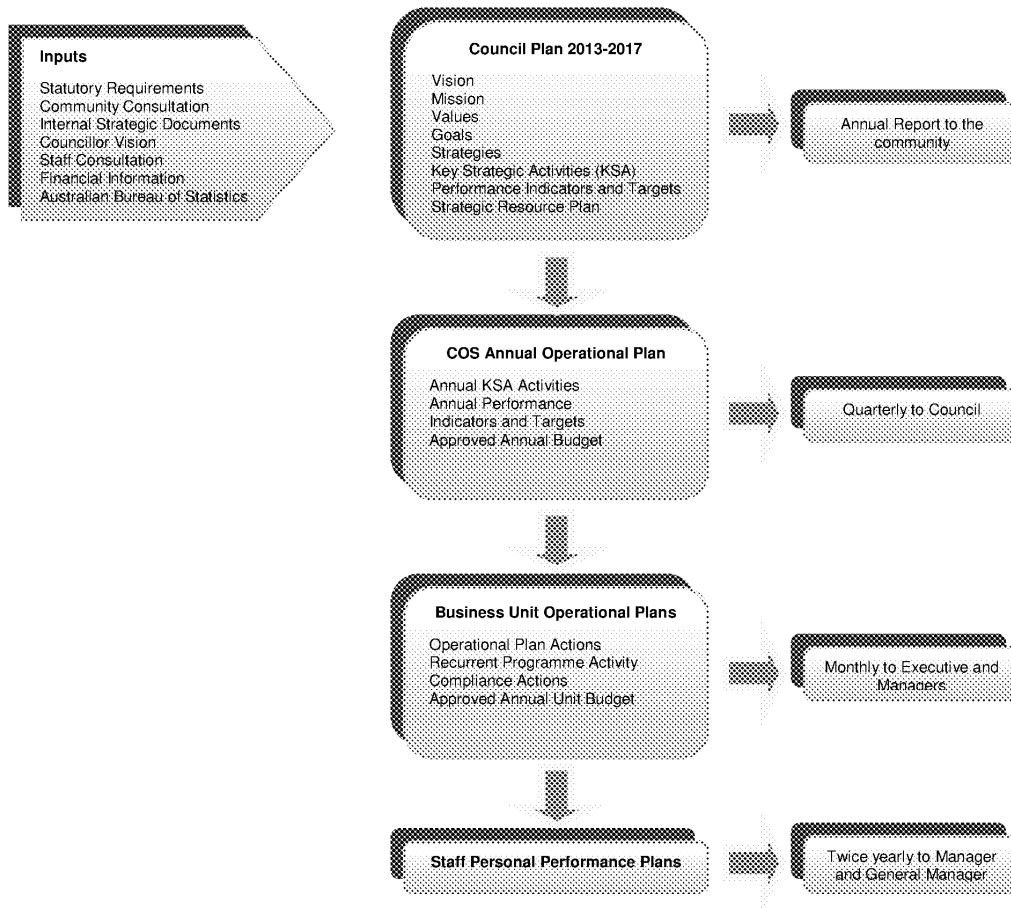 Inputs
Statutory Requirements
Community Consultation
Internal Strategic Documents
Councillor Vision
Staff Consultation
Financial Information
Australian Bureau of Statistics
Council Plan 2013-2017
Vision
Mission
Values
Goals
Strategies
Key Strategic Activities (KSA)
Performance Indicators and Targets
Strategic Resource Plan
Annual Report to the
community
COS Annual Operational Plan
Annual KSA Activities
Annual Performance
Indicators and Targets
Approved Annual Budget
Quarterly to Council
Business Unit Operational Plans
Operational Plan Actions
Recurrent Programme Activity
Compliance Actions
Approved Annual Unit Budget
Monthly to Executive and
Managers
Staff Personal Performance Plans
Twice yearly to Manager
and General Manager